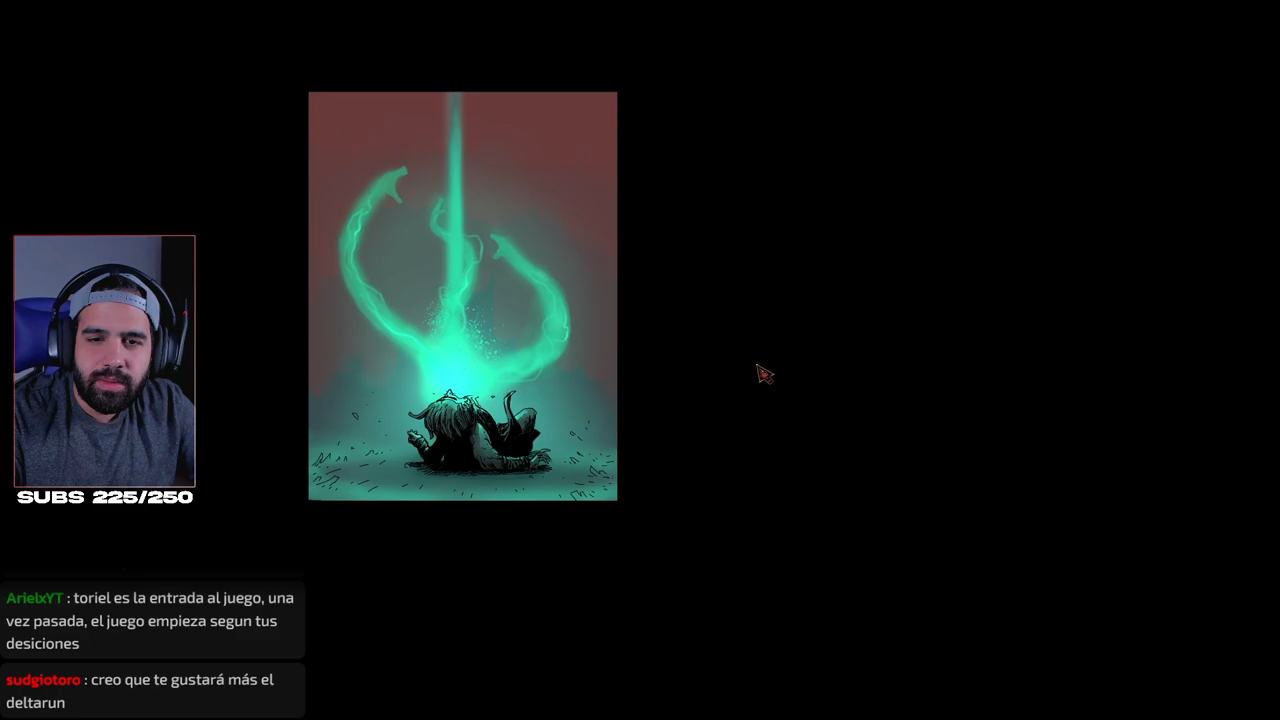 SUBS 225/250
ArielxYT : toriel es la entrada al juego, una
vez pasada, el juego empieza segun tus
desiciones
sudgiotoro : creo que te gustará más el
deltarun